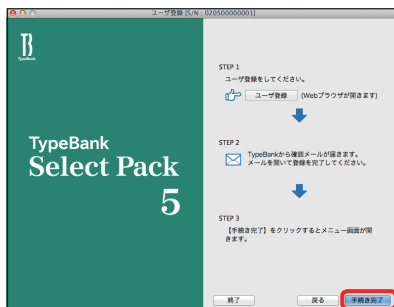 ユーザ登録 [S/N : 020500000001]
TB
TypeBank
TypeBank
Select Pack
5
STEP 1
ユーザ登録をしてください。
ユーザ登録 (Webブラウザが開きます)
STEP 2
TypeBankから確認メールが届きます。
メールを開いて登録を完了してください。
STEP 3
【手続き完了】をクリックするとメニュー画面が開
きます。
終了 戻る 手続き完了